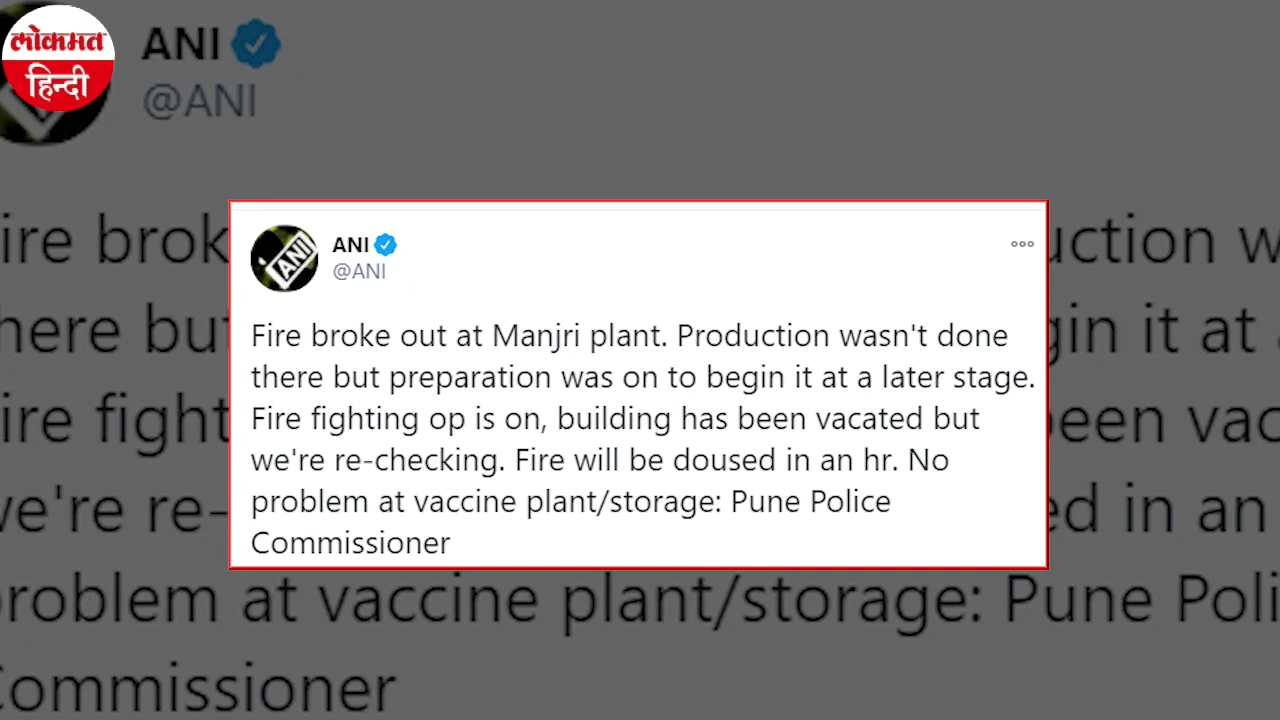 लोकमत
हिन्दी
ANI
@ANI
ANI
ANI
@ANI
Fire broke out at Manjri plant. Production wasn't done
there but preparation was on to begin it at a later stage.
Fire fighting op is on, building has been vacated but
we're re-checking. Fire will be doused in an hr. No
problem at vaccine plant/storage: Pune Police
Commissioner